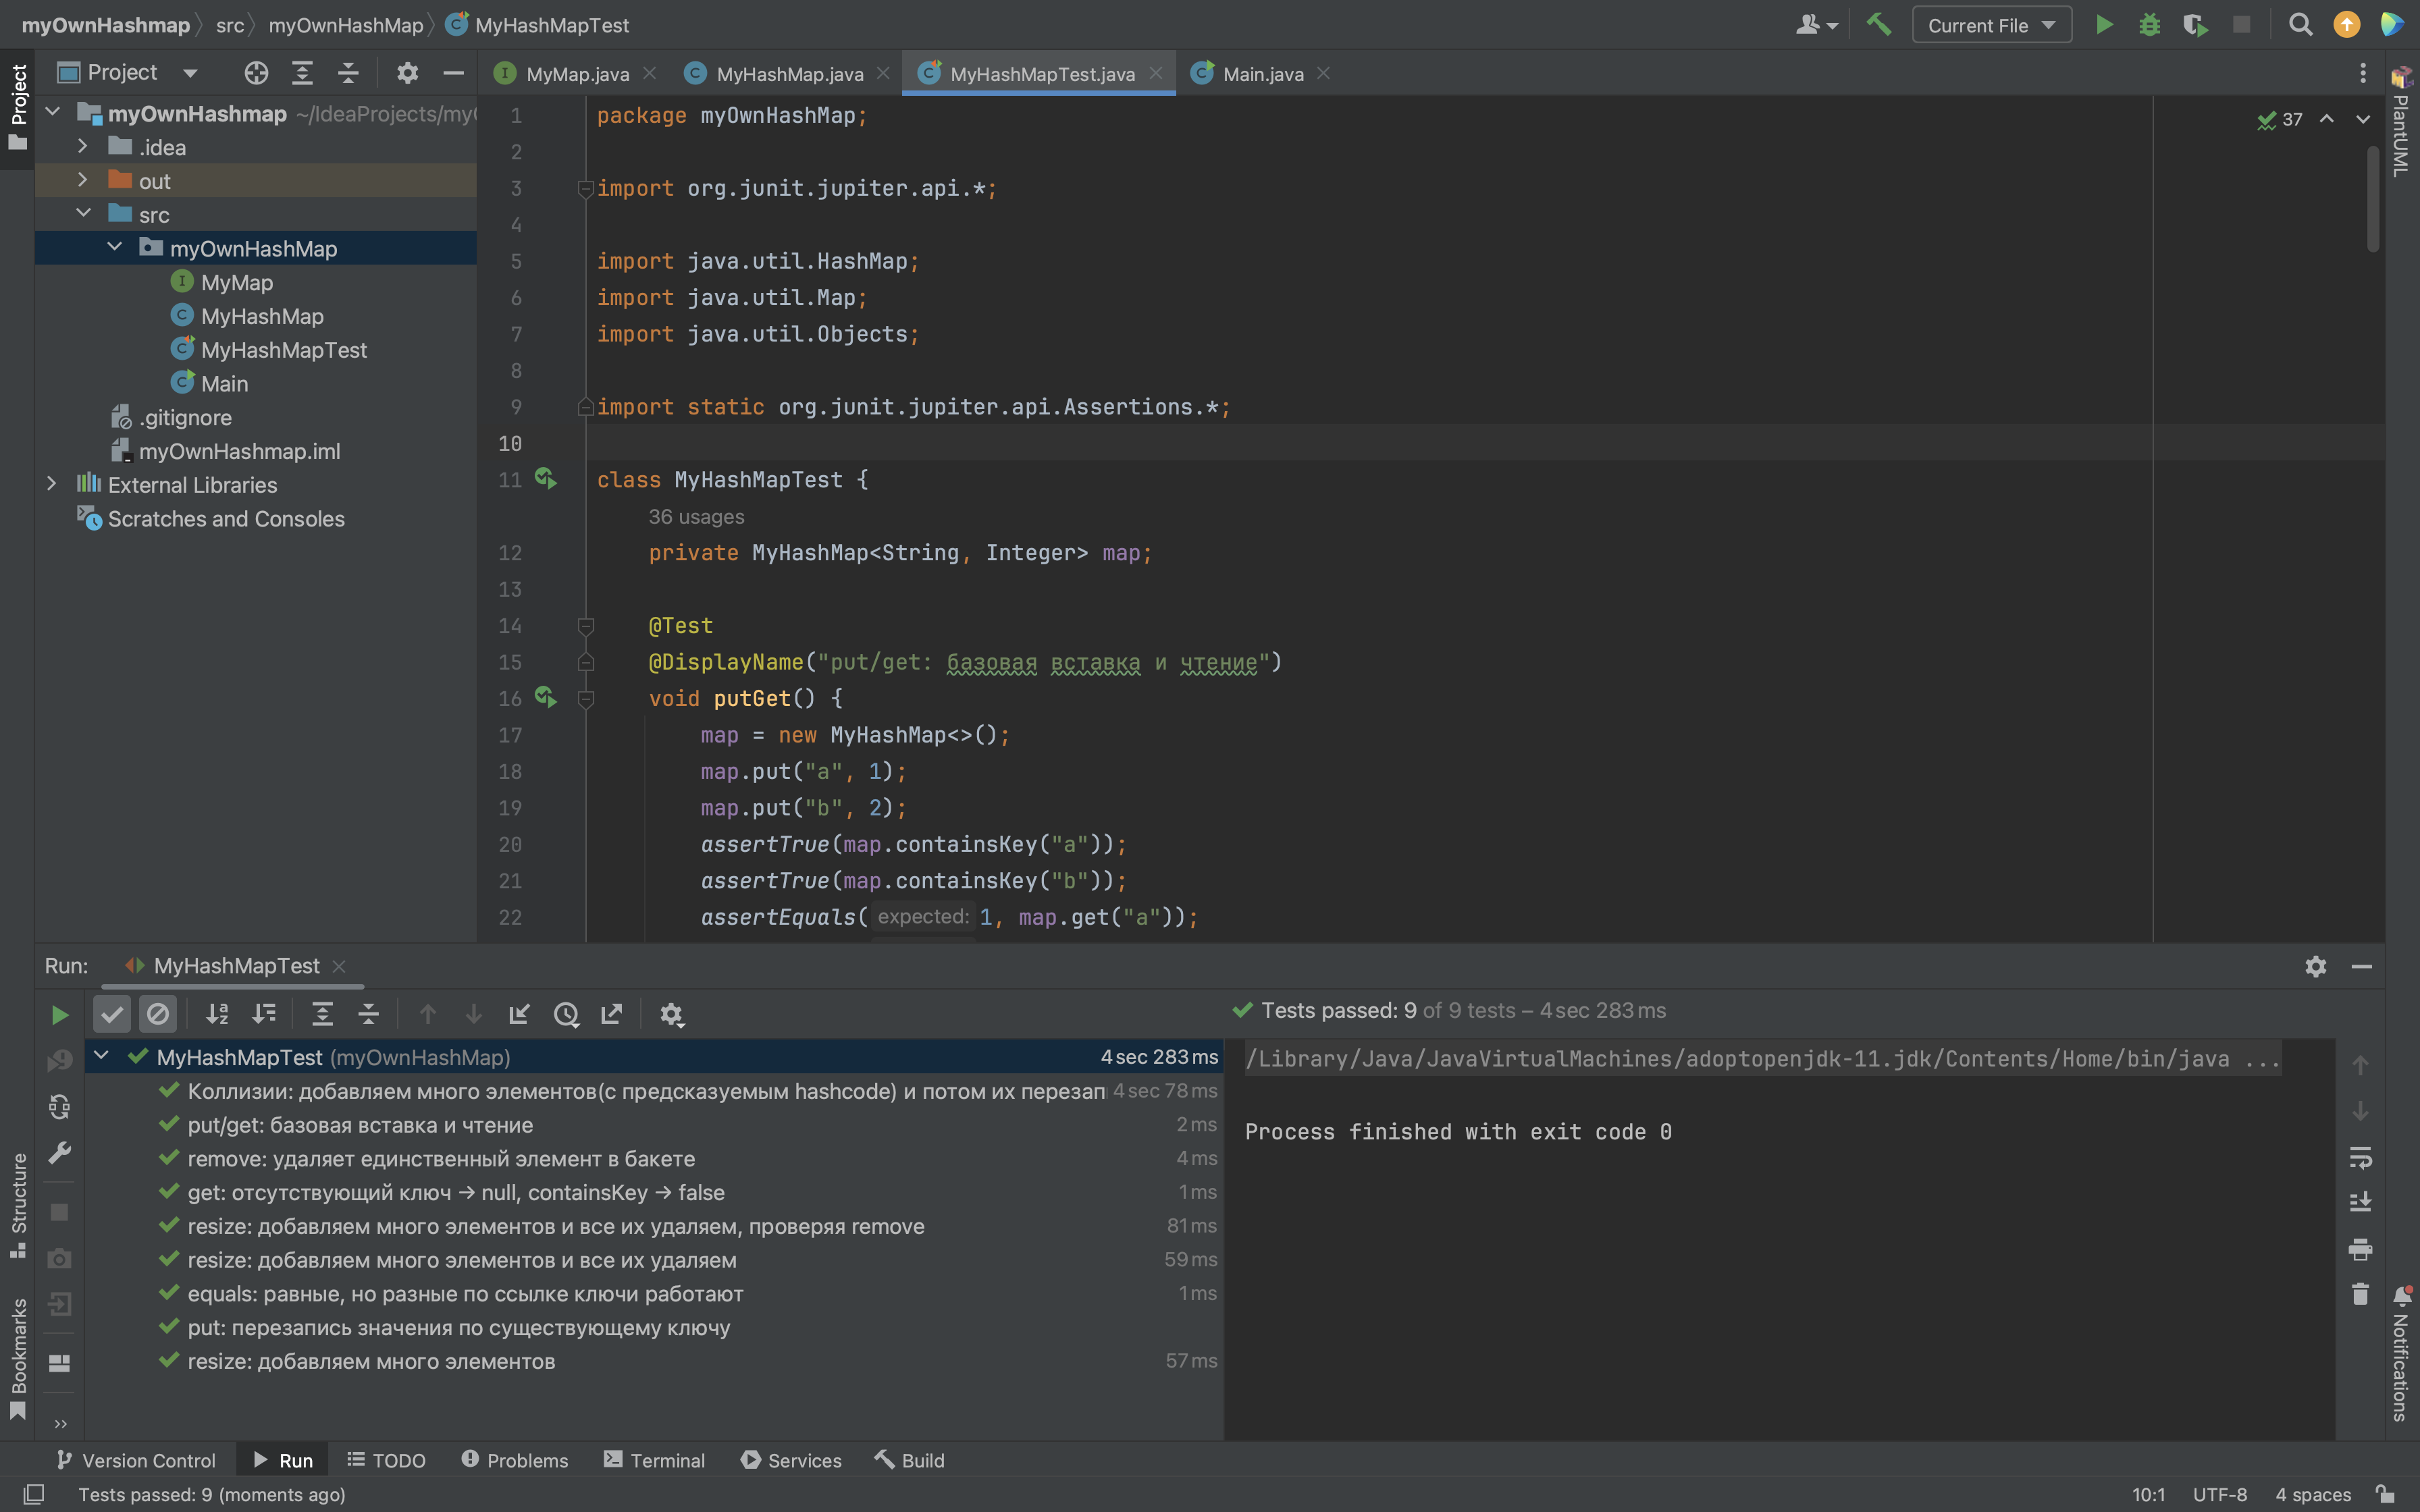 myOwnHashmap src myOwnHashMap MyHashMapTest
Current File
Project
MyMap.java MyHashMap.java MyHashMapTest.java Main.java
Project
PlantUML
myOwnHashmap ~/IdeaProjects/my
.idea
out
src
myOwnHashMap
MyMap
MyHashMap
MyHashMapTest
Main
.gitignore
myOwnHashmap.iml
External Libraries
Scratches and Consoles
37
1 package myOwnHashMap;
2
3 import org.junit.jupiter.api.*;
4
5 import java.util.HashMap;
6 import java.util.Map;
7 import java.util.Objects;
8
9 import static org.junit.jupiter.api.Assertions.*;
10
11 class MyHashMapTest {
36 usages
12 private MyHashMap<String, Integer> map;
13
14 @Test
15 @DisplayName("put/get: базовая вставка и чтение")
16 void putGet() {
17 map = new MyHashMap<>();
18 map.put("a", 1);
19 map.put("b", 2);
20 assertTrue(map.containsKey("a"));
21 assertTrue(map.containsKey("b"));
22 assertEquals( expected: 1, map.get("a"));
Run: MyHashMapTest
Tests passed: 9 of 9 tests – 4 sec 283 ms
MyHashMapTest (myOwnHashMap) 4 sec 283 ms
Коллизии: добавляем много элементов(с предсказуемым hashcode) и потом их перезап 4 sec 78 ms
put/get: базовая вставка и чтение 2 ms
remove: удаляет единственный элемент в бакете 4 ms
get: отсутствующий ключ → null, containsKey → false 1 ms
resize: добавляем много элементов и все их удаляем, проверяя remove 81 ms
resize: добавляем много элементов и все их удаляем 59 ms
equals: равные, но разные по ссылке ключи работают 1 ms
put: перезапись значения по существующему ключу
resize: добавляем много элементов 57 ms
/Library/Java/JavaVirtualMachines/adoptopenjdk-11.jdk/Contents/Home/bin/java ...
Process finished with exit code 0
Structure
Bookmarks
Notifications
Version Control Run TODO Problems Terminal Services Build
Tests passed: 9 (moments ago)
10:1 UTF-8 4 spaces